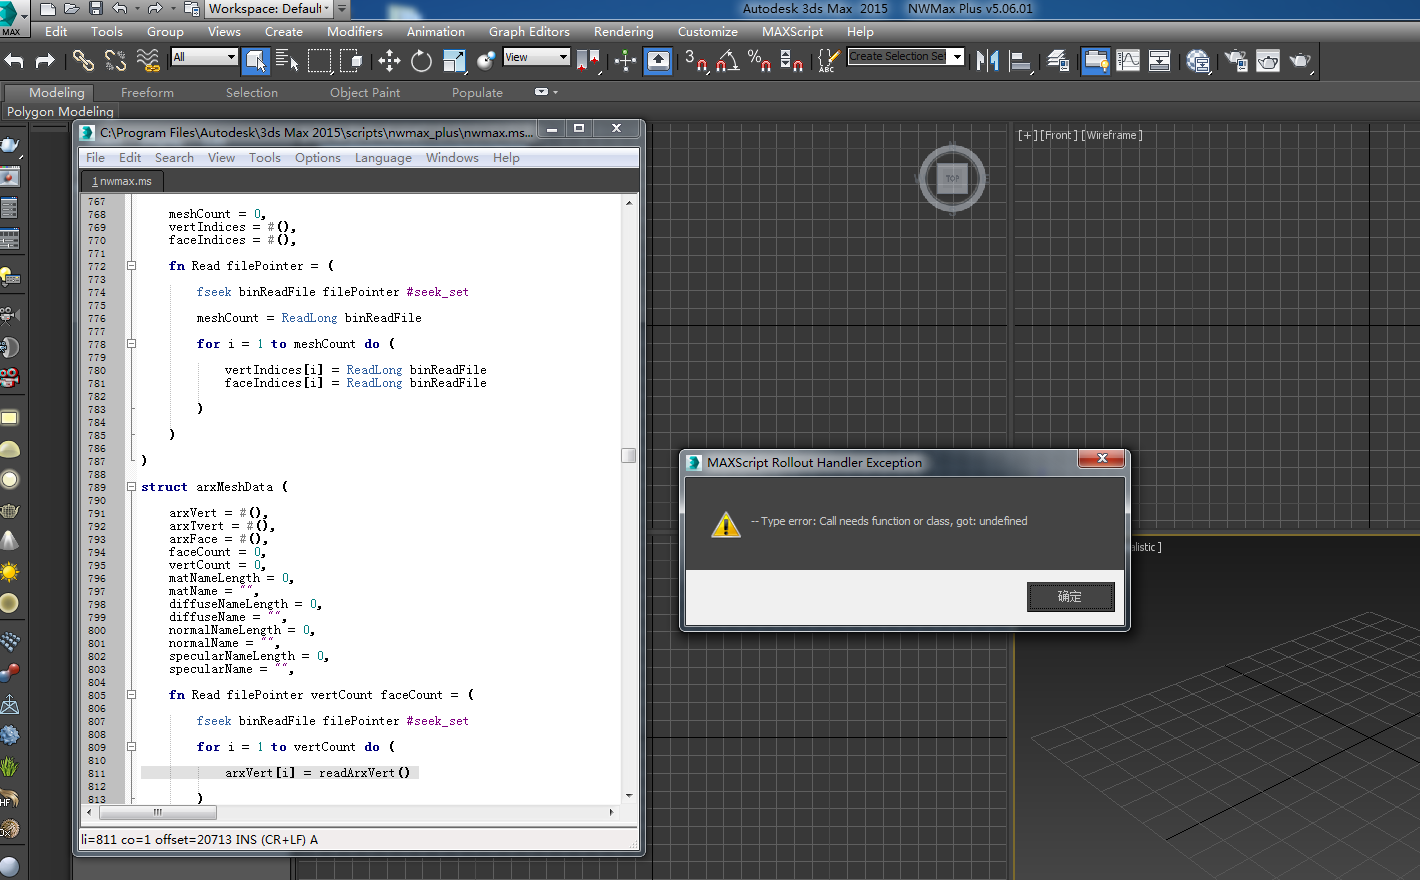 Workspace: Default
Autodesk 3ds Max  2015     NWMax Plus v5.06.01
MAX
Edit Tools Group Views Create Modifiers Animation Graph Editors Rendering Customize MAXScript Help
All
View
3
ABC
Create Selection Se
Modeling Freeform Selection Object Paint Populate
Polygon Modeling
C:\Program Files\Autodesk\3ds Max 2015\scripts\nwmax_plus\nwmax.ms...
File Edit Search View Tools Options Language Windows Help
1 nwmax.ms
767
768 meshCount = 0,
769 vertIndices = #(),
770 faceIndices = #(),
771
772 fn Read filePointer = (
773
774 fseek binReadFile filePointer #seek_set
775
776 meshCount = ReadLong binReadFile
777
778 for i = 1 to meshCount do (
779
780 vertIndices[i] = ReadLong binReadFile
781 faceIndices[i] = ReadLong binReadFile
782
783 )
784
785 )
786
787 )
788
789 struct arxMeshData (
790
791 arxVert = #(),
792 arxTvert = #(),
793 arxFace = #(),
794 faceCount = 0,
795 vertCount = 0,
796 matNameLength = 0,
797 matName = "",
798 diffuseNameLength = 0,
799 diffuseName = "",
800 normalNameLength = 0,
801 normalName = "",
802 specularNameLength = 0,
803 specularName = "",
804
805 fn Read filePointer vertCount faceCount = (
806
807 fseek binReadFile filePointer #seek_set
808
809 for i = 1 to vertCount do (
810
811 arxVert[i] = readArxVert()
812
813 )
li=811 co=1 offset=20713 INS (CR+LF) A
TOP
[+][Front][Wireframe]
MAXScript Rollout Handler Exception
-- Type error: Call needs function or class, got: undefined
确定
alistic ]
HF